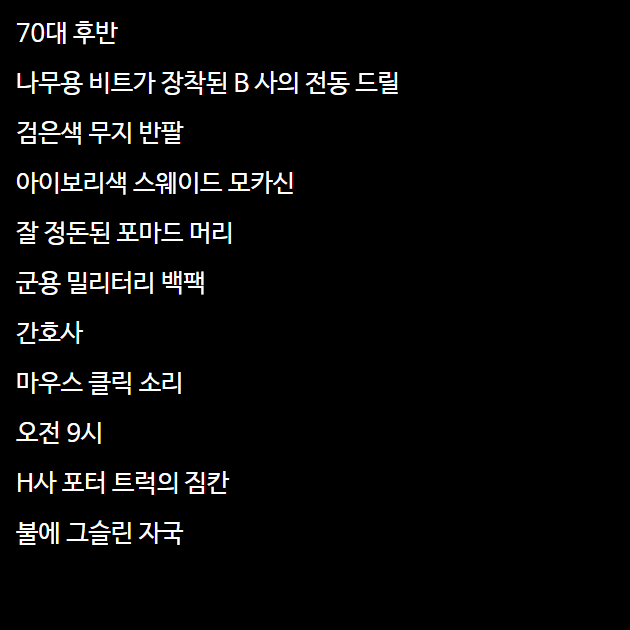 70대 후반
나무용 비트가 장착된 B 사의 전동 드릴
검은색 무지 반팔
아이보리색 스웨이드 모카신
잘 정돈된 포마드 머리
군용 밀리터리 백팩
간호사
마우스 클릭 소리
오전 9시
H사 포터 트럭의 짐칸
불에 그슬린 자국